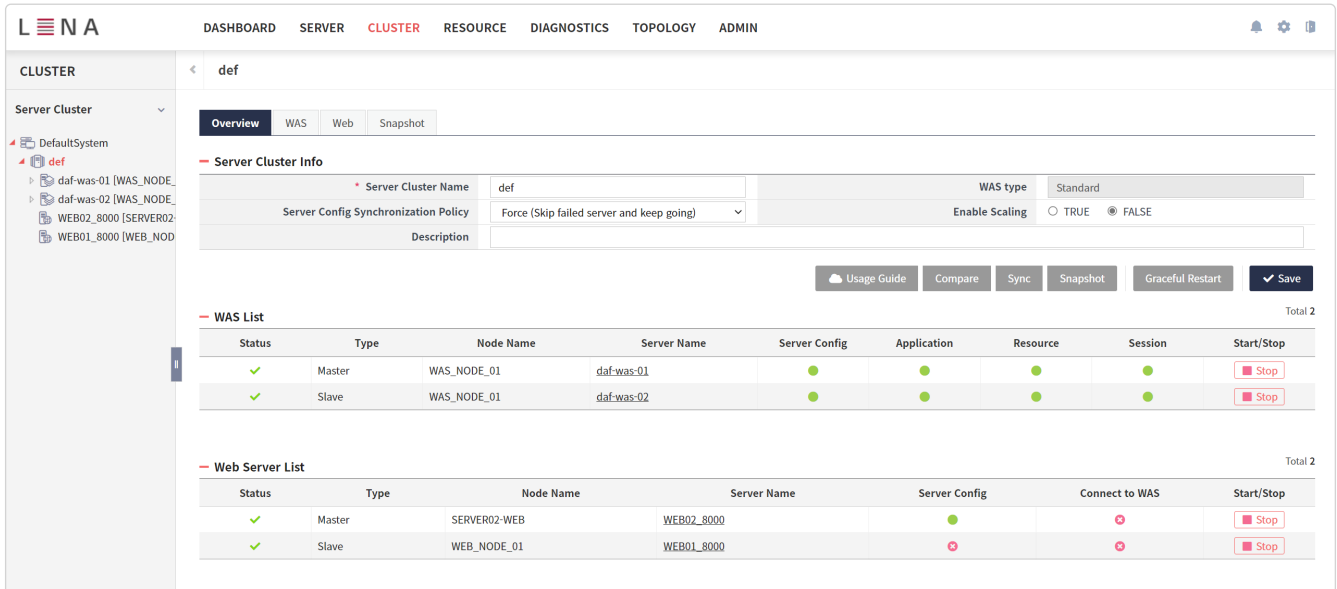 LENA DASHBOARD SERVER CLUSTER RESOURCE DIAGNOSTICS TOPOLOGY ADMIN
CLUSTER
def
Server Cluster
DefaultSystem
def
daf-was-01 [WAS_NODE_
daf-was-02 [WAS_NODE_
WEB02_8000 [SERVER02-
WEB01_8000 [WEB_NOD
Overview WAS Web Snapshot
Server Cluster Info
* Server Cluster Name def WAS type Standard
Server Config Synchronization Policy Force (Skip failed server and keep going) Enable Scaling TRUE FALSE
Description
Usage Guide Compare Sync Snapshot Graceful Restart Save
WAS List Total 2
Status Type Node Name Server Name Server Config Application Resource Session Start/Stop
Master WAS_NODE_01 daf-was-01 Stop
Slave WAS_NODE_01 daf-was-02 Stop
Web Server List Total 2
Status Type Node Name Server Name Server Config Connect to WAS Start/Stop
Master SERVER02-WEB WEB02_8000 Stop
Slave WEB_NODE_01 WEB01_8000 Stop